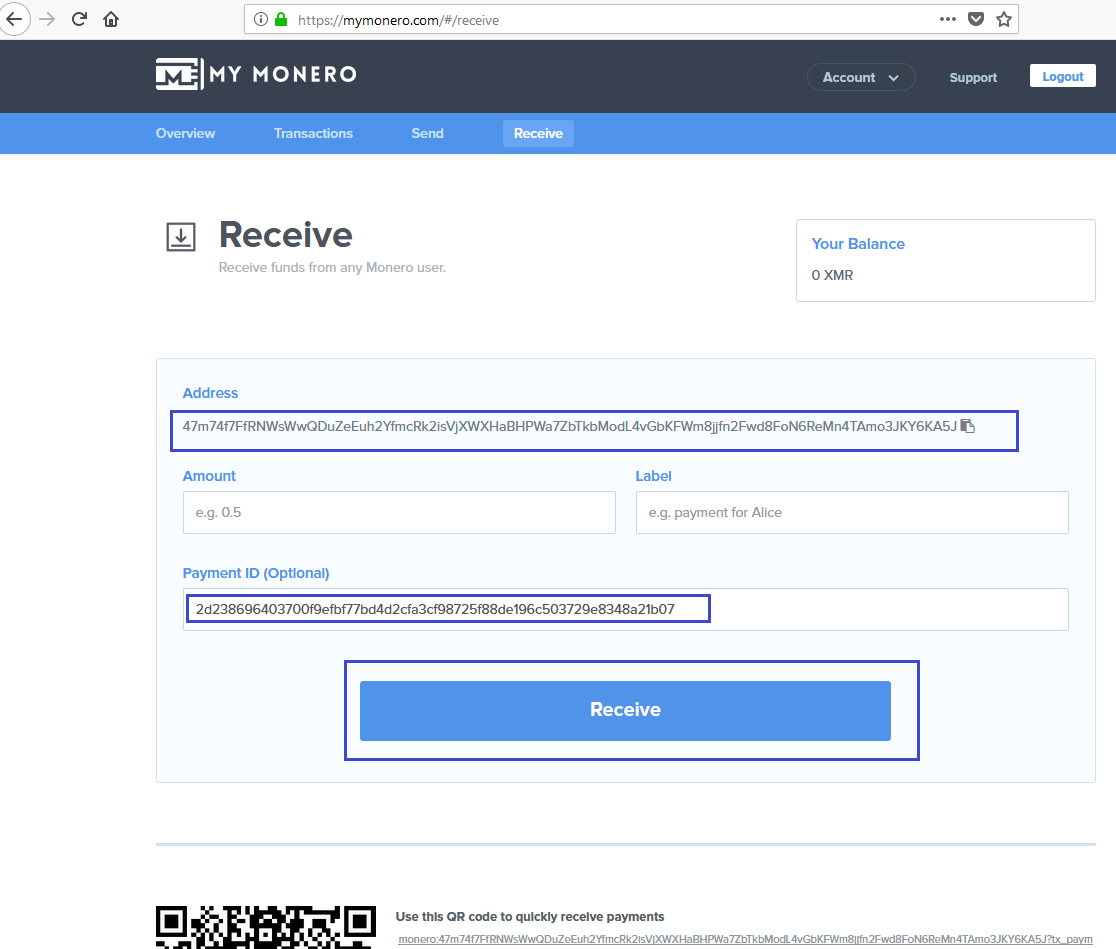 https://mymonero.com/#/receive
MY MONERO
Account
Support
Logout
Overview
Transactions
Send
Receive
Receive
Receive funds from any Monero user.
Your Balance
0 XMR
Address
47m74f7FfRNWsWwQDuZeEuh2YfmcRk2isVjXWXHaBHPWa7ZbTkbModL4vGbKFWm8jjfn2Fwd8FoN6ReMn4TAmo3JKY6KA5J
Amount
Label
e.g. 0.5
e.g. payment for Alice
Payment ID (Optional)
2d238696403700f9efbf77bd4d2cfa3cf98725f88de196c503729e8348a21b07
Receive
Use this QR code to quickly receive payments
monero:47m74f7FfRNWsWwQDuZeEuh2YfmcRk2isVjXWXHaBHPWa7ZbTkbModL4vGbKFWm8jjfn2Fwd8FoN6ReMn4TAmo3JKY6KA5J?tx_paym